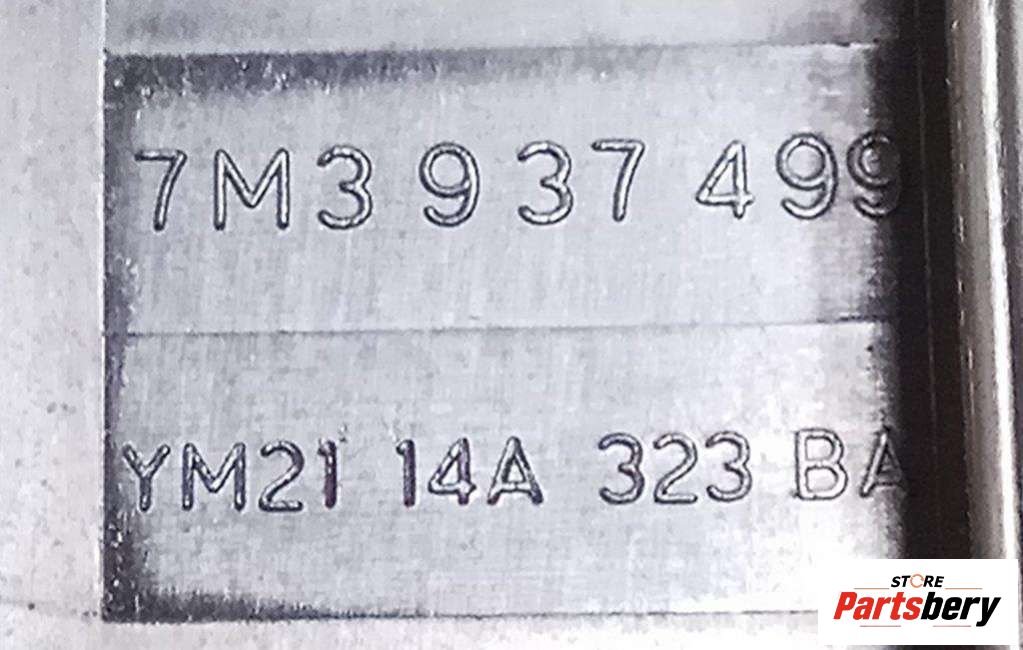 7M3 937 499
YM21 14A 323 BA
STORE
Partsbery